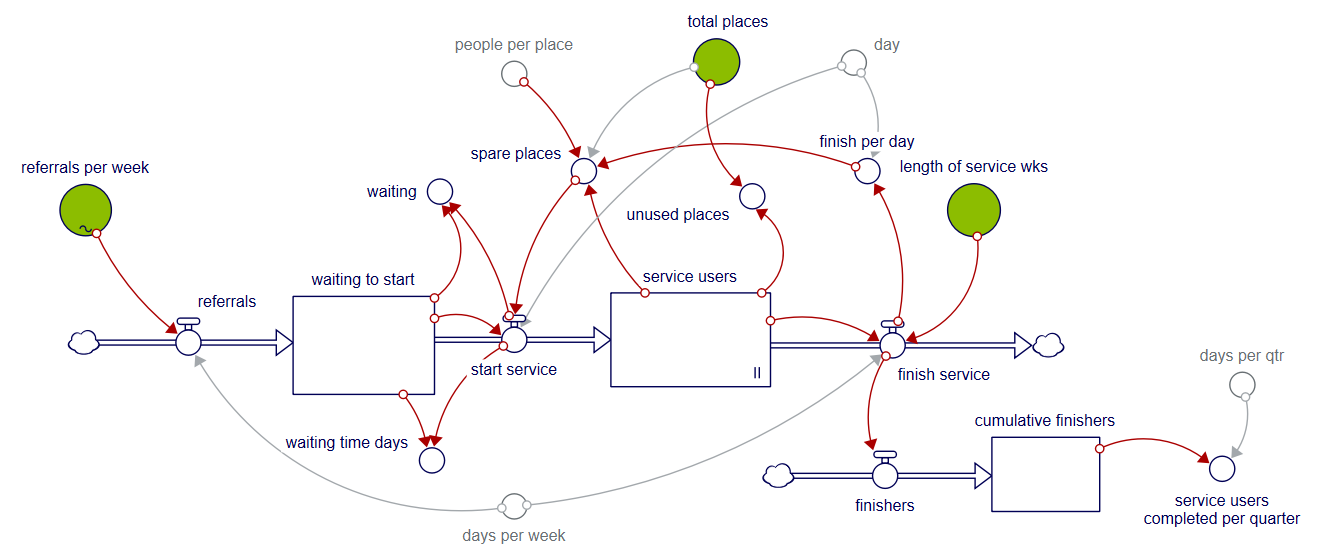 total places
people per place
day
finish per day
spare places
referrals per week
length of service wks
waiting
unused places
waiting to start
service users
referrals
days per qtr
start service
finish service
cumulative finishers
waiting time days
service users
completed per quarter
finishers
days per week